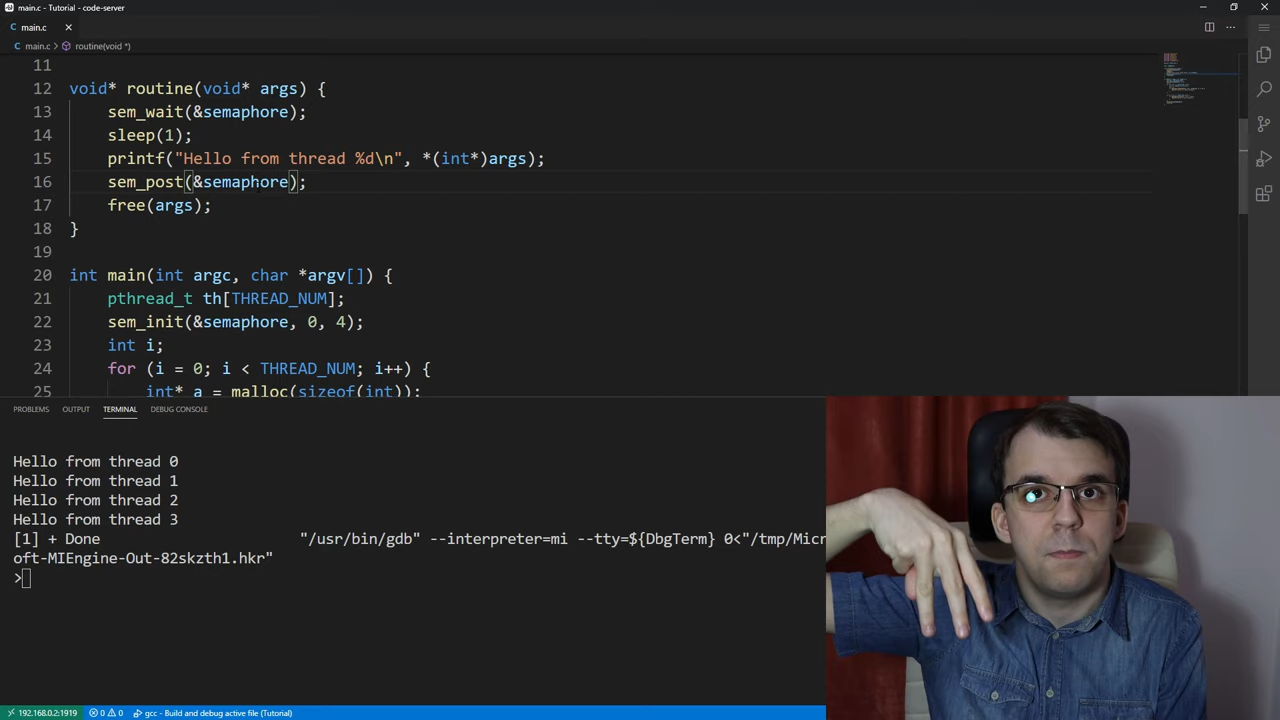 main.c - Tutorial - code-server
main.c
main.c > routine(void *)
11
12 void* routine(void* args) {
13 sem_wait(&semaphore);
14 sleep(1);
15 printf("Hello from thread %d\n", *(int*)args);
16 sem_post(&semaphore);
17 free(args);
18 }
19
20 int main(int argc, char *argv[]) {
21 pthread_t th[THREAD_NUM];
22 sem_init(&semaphore, 0, 4);
23 int i;
24 for (i = 0; i < THREAD_NUM; i++) {
25 int* a = malloc(sizeof(int));
PROBLEMS OUTPUT TERMINAL DEBUG CONSOLE
Hello from thread 0
Hello from thread 1
Hello from thread 2
Hello from thread 3
[1] + Done "/usr/bin/gdb" --interpreter=mi --tty=${DbgTerm} 0<"/tmp/Micr
oft-MIEngine-Out-82skzth1.hkr"
>
192.168.0.2:1919 0 0 gcc - Build and debug active file (Tutorial)